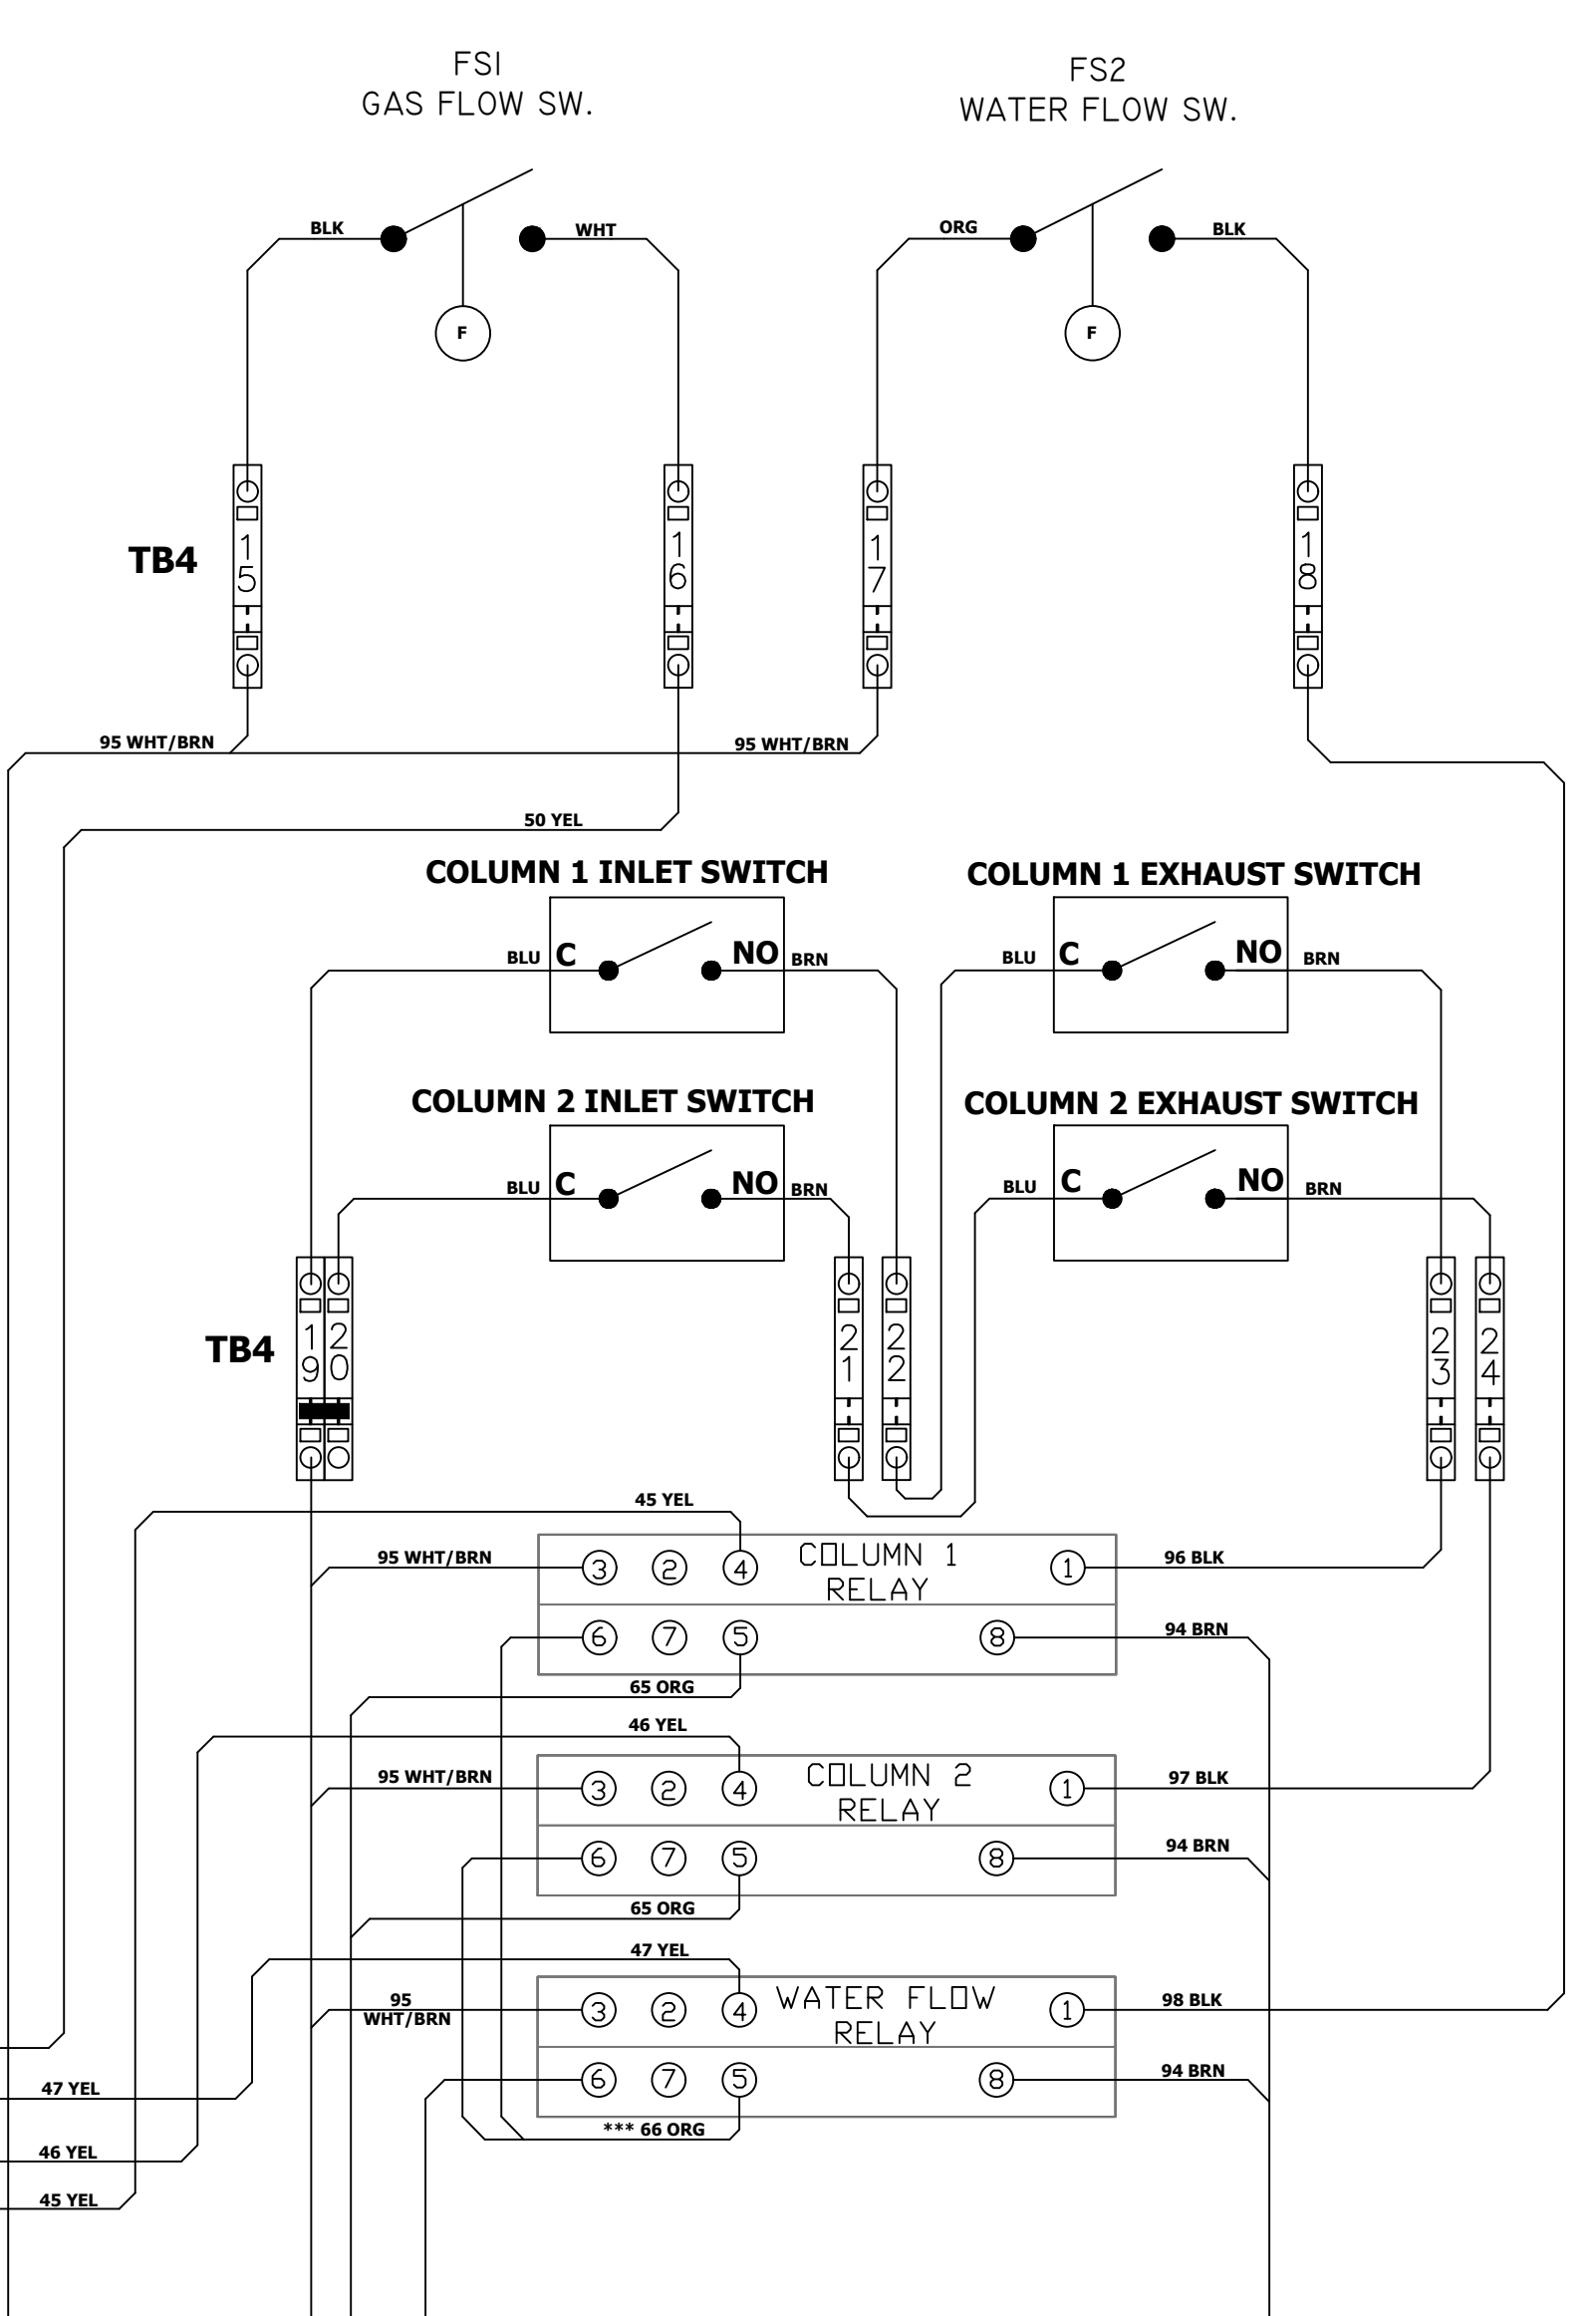 FS1
GAS FLOW SW.
FS2
WATER FLOW SW.
BLK
WHT
ORG
BLK
F
F
TB4
15
16
17
18
95 WHT/BRN
95 WHT/BRN
50 YEL
COLUMN 1 INLET SWITCH
COLUMN 1 EXHAUST SWITCH
BLU
C
NO
BRN
BLU
C
NO
BRN
COLUMN 2 INLET SWITCH
COLUMN 2 EXHAUST SWITCH
BLU
C
NO
BRN
BLU
C
NO
BRN
TB4
19
20
21
22
23
24
45 YEL
95 WHT/BRN
3
2
4
COLUMN 1
RELAY
1
96 BLK
6
7
5
8
94 BRN
65 ORG
46 YEL
95 WHT/BRN
3
2
4
COLUMN 2
RELAY
1
97 BLK
6
7
5
8
94 BRN
65 ORG
47 YEL
95
WHT/BRN
3
2
4
WATER FLOW
RELAY
1
98 BLK
6
7
5
8
94 BRN
47 YEL
*** 66 ORG
46 YEL
45 YEL